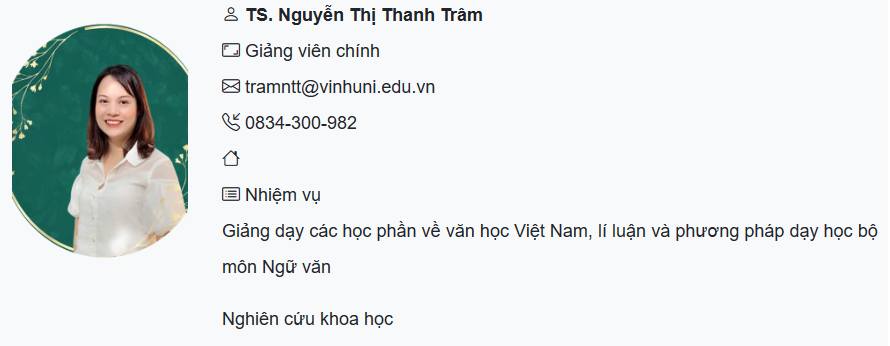 TS. Nguyễn Thị Thanh Trâm
Giảng viên chính
tramntt@vinhuni.edu.vn
0834-300-982
Nhiệm vụ
Giảng dạy các học phần về văn học Việt Nam, lí luận và phương pháp dạy học bộ
môn Ngữ văn
Nghiên cứu khoa học